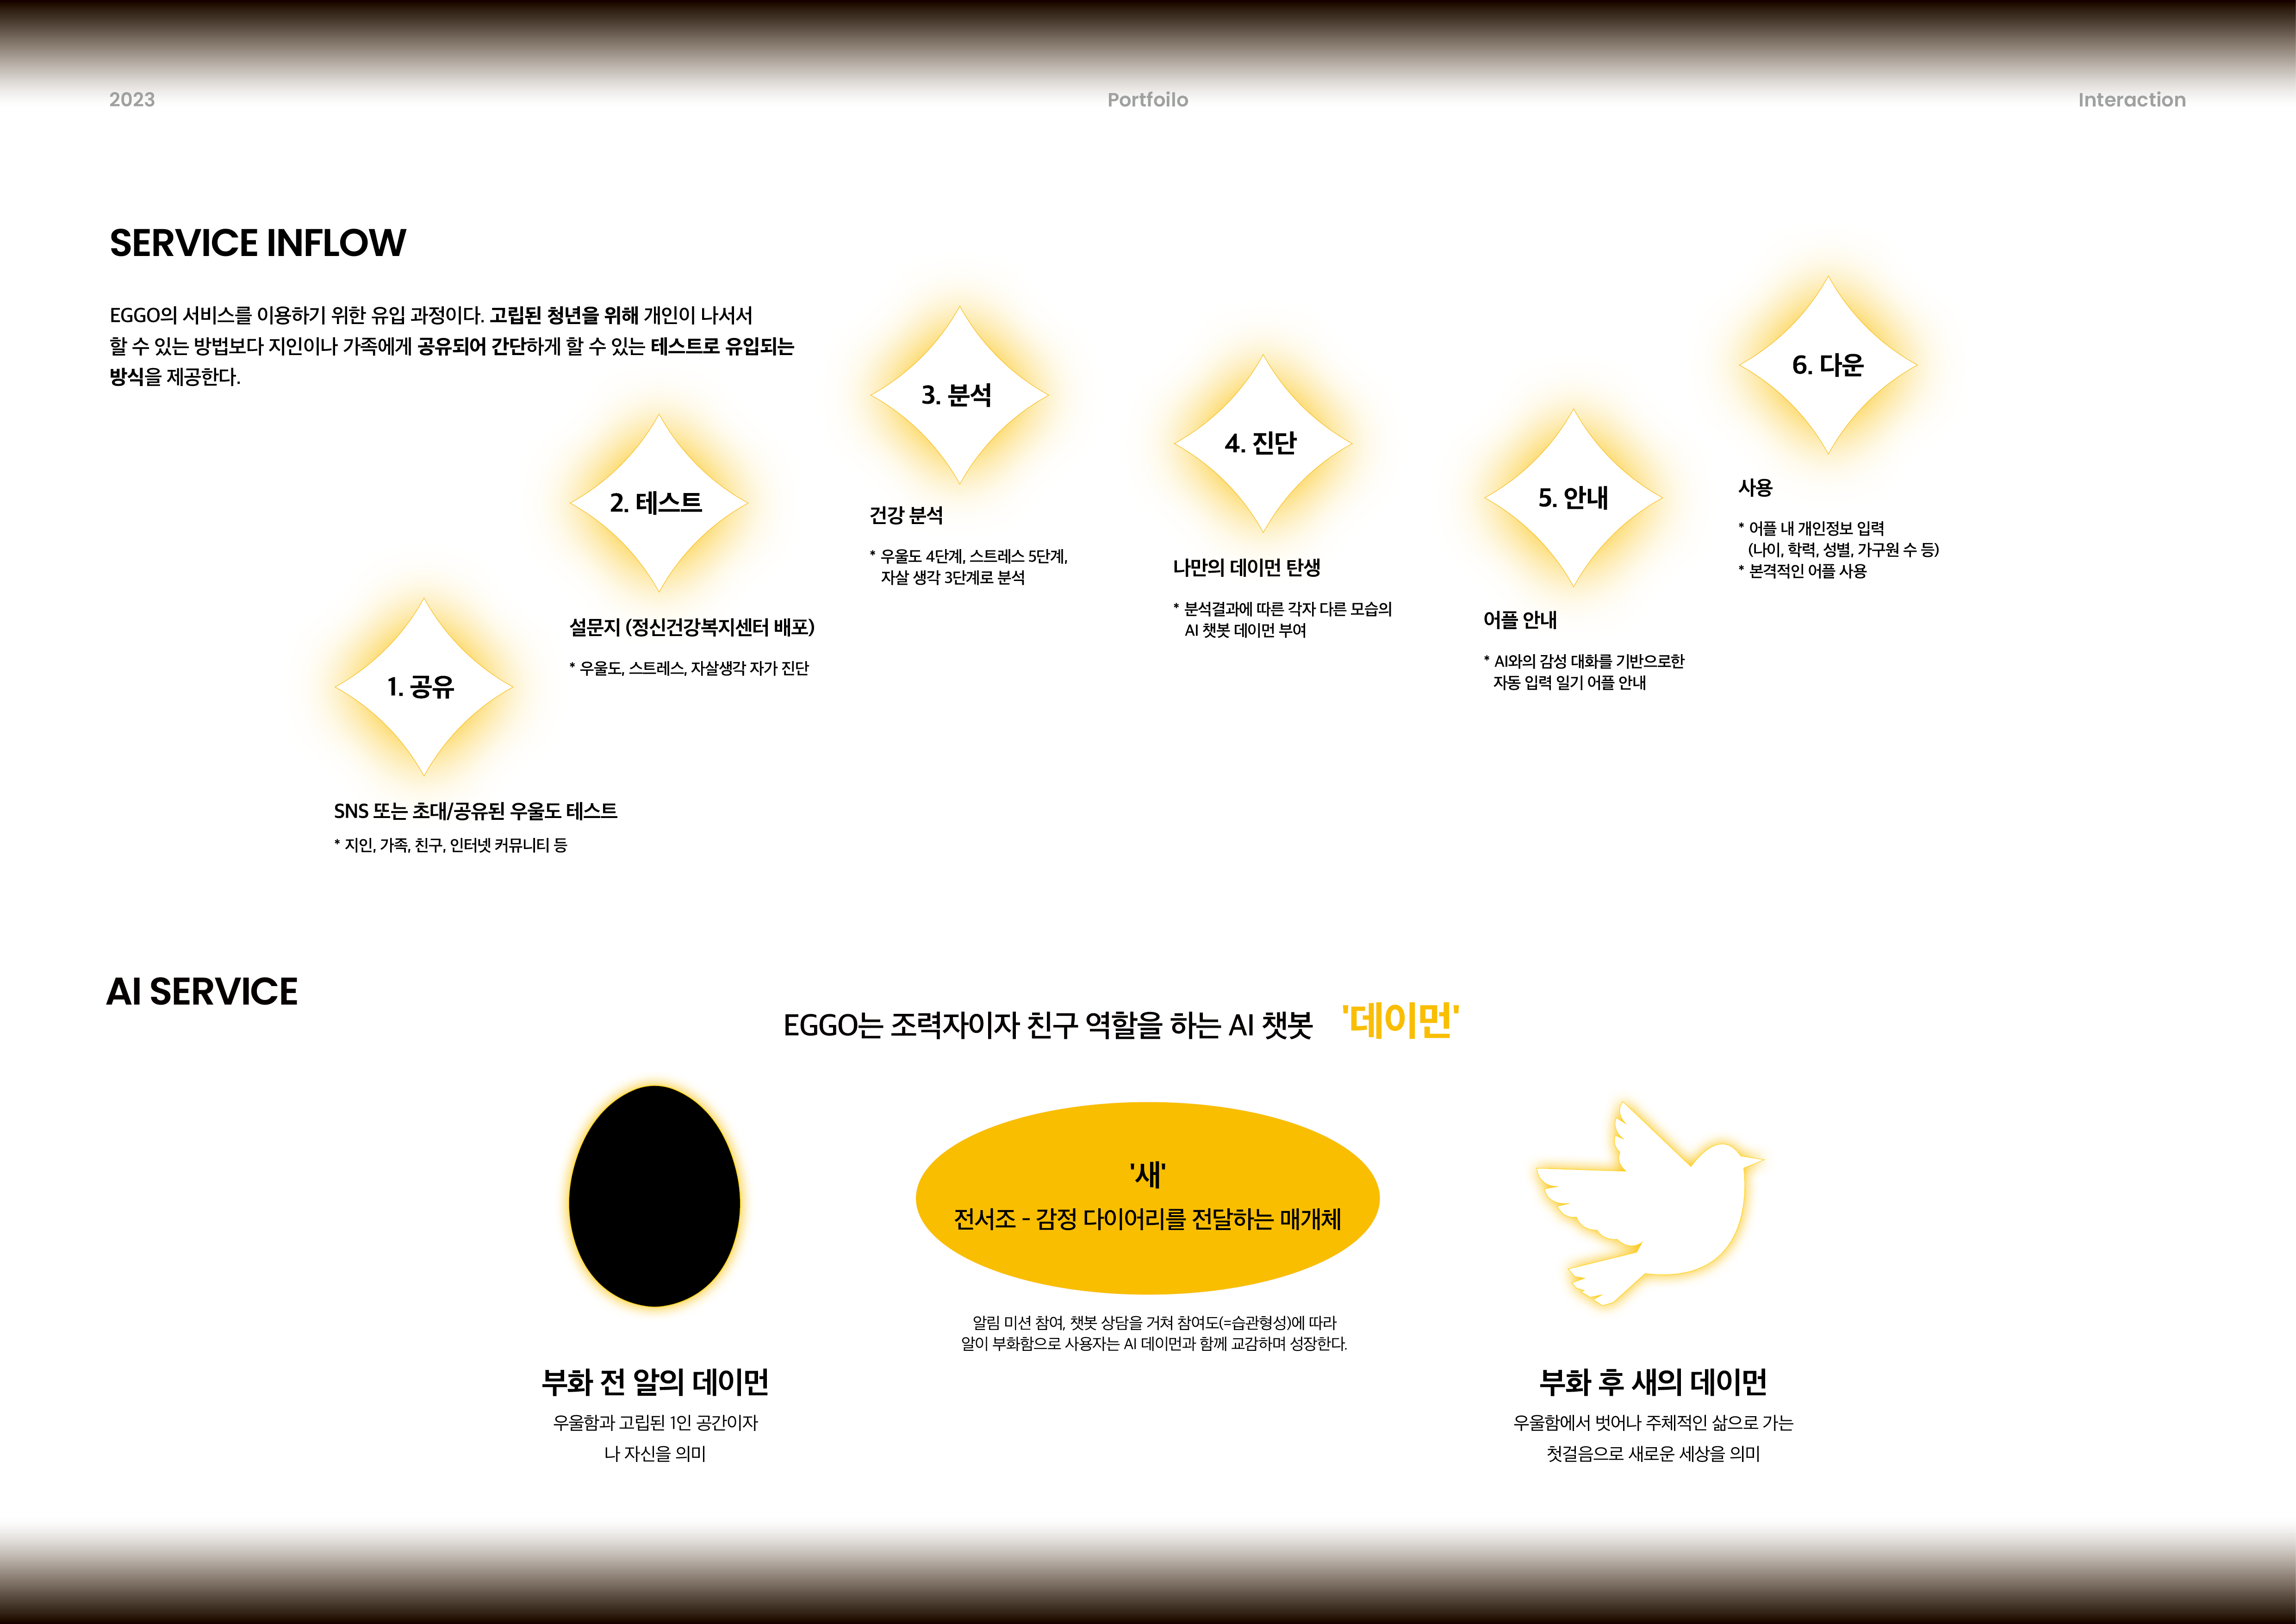 2023
Portfoilo
Interaction
SERVICE INFLOW
EGGO의 서비스를 이용하기 위한 유입 과정이다. 고립된 청년을 위해 개인이 나서서
할 수 있는 방법보다 지인이나 가족에게 공유되어 간단하게 할 수 있는 테스트로 유입되는
방식을 제공한다.
1. 공유
SNS 또는 초대/공유된 우울도 테스트
* 지인, 가족, 친구, 인터넷 커뮤니티 등
2. 테스트
설문지 (정신건강복지센터 배포)
* 우울도, 스트레스, 자살생각 자가 진단
3. 분석
건강 분석
* 우울도 4단계, 스트레스 5단계,
자살 생각 3단계로 분석
4. 진단
나만의 데이먼 탄생
* 분석결과에 따른 각자 다른 모습의
AI 챗봇 데이먼 부여
5. 안내
어플 안내
* AI와의 감성 대화를 기반으로한
자동 입력 일기 어플 안내
6. 다운
사용
* 어플 내 개인정보 입력
(나이, 학력, 성별, 가구원 수 등)
* 본격적인 어플 사용
AI SERVICE
EGGO는 조력자이자 친구 역할을 하는 AI 챗봇 '데이먼'
부화 전 알의 데이먼
우울함과 고립된 1인 공간이자
나 자신을 의미
'새'
전서조 - 감정 다이어리를 전달하는 매개체
알림 미션 참여, 챗봇 상담을 거쳐 참여도(=습관형성)에 따라
알이 부화함으로 사용자는 AI 데이먼과 함께 교감하며 성장한다.
부화 후 새의 데이먼
우울함에서 벗어나 주체적인 삶으로 가는
첫걸음으로 새로운 세상을 의미